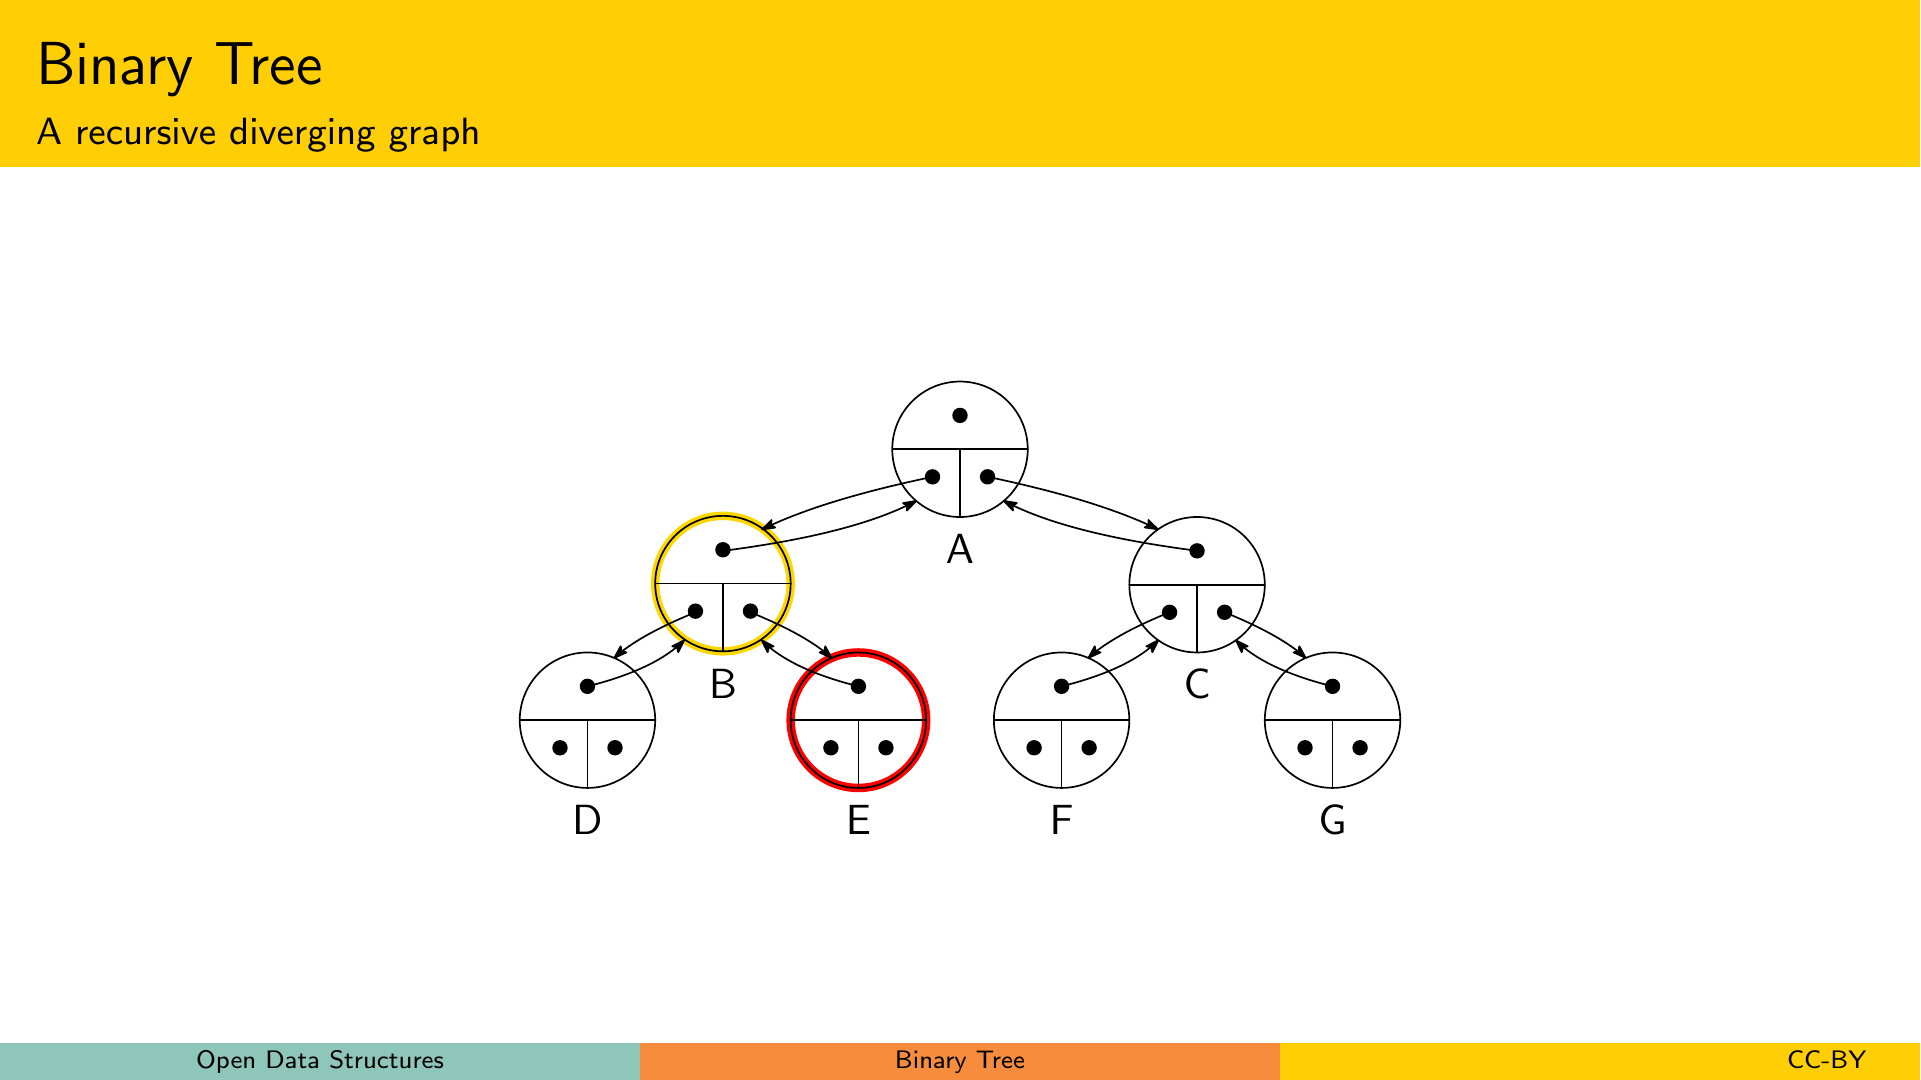 Binary Tree
A recursive diverging graph
A
B
C
D
E
F
G
Open Data Structures
Binary Tree
CC-BY